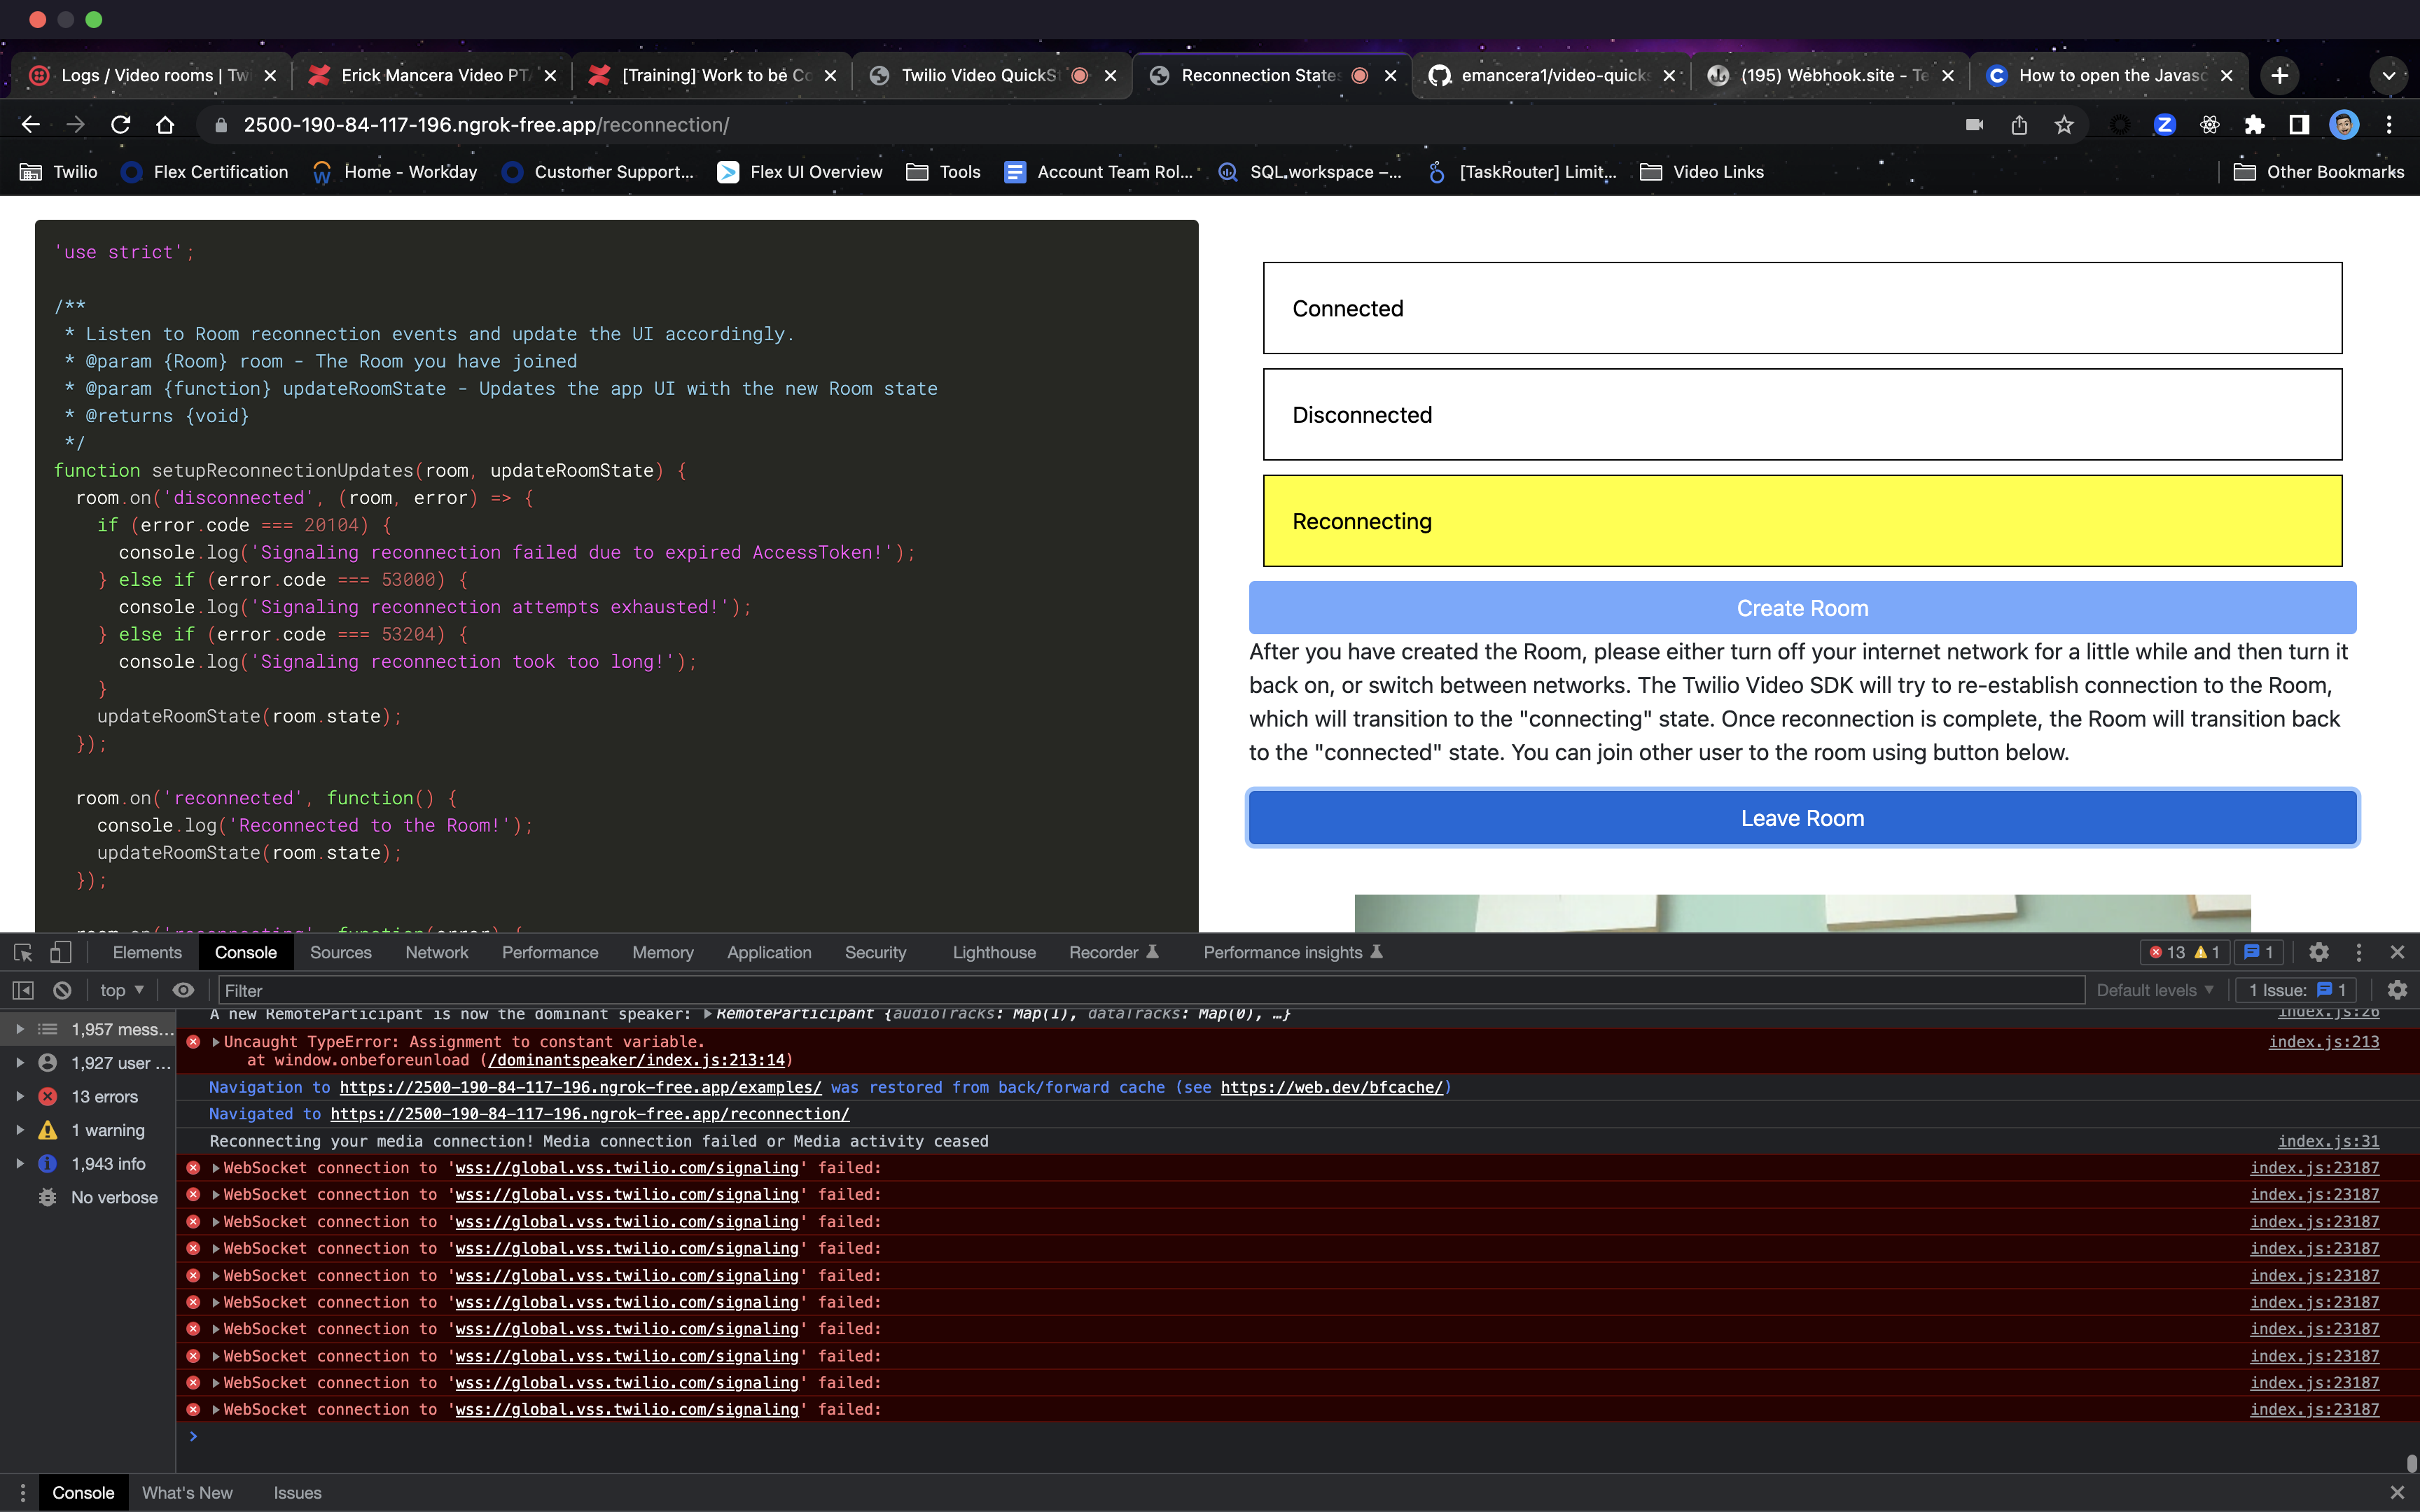 Logs / Video rooms | Twi
Erick Mancera Video PTA
[Training] Work to be Co
Twilio Video QuickSt
Reconnection States
emancera1/video-quicks
(195) Webhook.site - Te
How to open the Javasc
2500-190-84-117-196.ngrok-free.app/reconnection/
Twilio
Flex Certification
Home - Workday
Customer Support...
Flex UI Overview
Tools
Account Team Rol...
SQL.workspace –...
[TaskRouter] Limit...
Video Links
Other Bookmarks
'use strict';
/**
* Listen to Room reconnection events and update the UI accordingly.
* @param {Room} room - The Room you have joined
* @param {function} updateRoomState - Updates the app UI with the new Room state
* @returns {void}
*/
function setupReconnectionUpdates(room, updateRoomState) {
room.on('disconnected', (room, error) => {
if (error.code === 20104) {
console.log('Signaling reconnection failed due to expired AccessToken!');
} else if (error.code === 53000) {
console.log('Signaling reconnection attempts exhausted!');
} else if (error.code === 53204) {
console.log('Signaling reconnection took too long!');
}
updateRoomState(room.state);
});
room.on('reconnected', function() {
console.log('Reconnected to the Room!');
updateRoomState(room.state);
});
room.on('reconnecting', function(error) {
Connected
Disconnected
Reconnecting
Create Room
After you have created the Room, please either turn off your internet network for a little while and then turn it
back on, or switch between networks. The Twilio Video SDK will try to re-establish connection to the Room,
which will transition to the "connecting" state. Once reconnection is complete, the Room will transition back
to the "connected" state. You can join other user to the room using button below.
Leave Room
Elements
Console
Sources
Network
Performance
Memory
Application
Security
Lighthouse
Recorder
Performance insights
13
1
1
top
Filter
Default levels
1 Issue: 1
1,957 mess...
1,927 user ...
13 errors
1 warning
1,943 info
No verbose
A new RemoteParticipant is now the dominant speaker: RemoteParticipant {audioTracks: Map(1), dataTracks: Map(0), …} index.js:26
Uncaught TypeError: Assignment to constant variable. index.js:213
at window.onbeforeunload (/dominantspeaker/index.js:213:14)
Navigation to https://2500-190-84-117-196.ngrok-free.app/examples/ was restored from back/forward cache (see https://web.dev/bfcache/)
Navigated to https://2500-190-84-117-196.ngrok-free.app/reconnection/
Reconnecting your media connection! Media connection failed or Media activity ceased index.js:31
WebSocket connection to 'wss://global.vss.twilio.com/signaling' failed: index.js:23187
WebSocket connection to 'wss://global.vss.twilio.com/signaling' failed: index.js:23187
WebSocket connection to 'wss://global.vss.twilio.com/signaling' failed: index.js:23187
WebSocket connection to 'wss://global.vss.twilio.com/signaling' failed: index.js:23187
WebSocket connection to 'wss://global.vss.twilio.com/signaling' failed: index.js:23187
WebSocket connection to 'wss://global.vss.twilio.com/signaling' failed: index.js:23187
WebSocket connection to 'wss://global.vss.twilio.com/signaling' failed: index.js:23187
WebSocket connection to 'wss://global.vss.twilio.com/signaling' failed: index.js:23187
WebSocket connection to 'wss://global.vss.twilio.com/signaling' failed: index.js:23187
WebSocket connection to 'wss://global.vss.twilio.com/signaling' failed: index.js:23187
Console
What's New
Issues